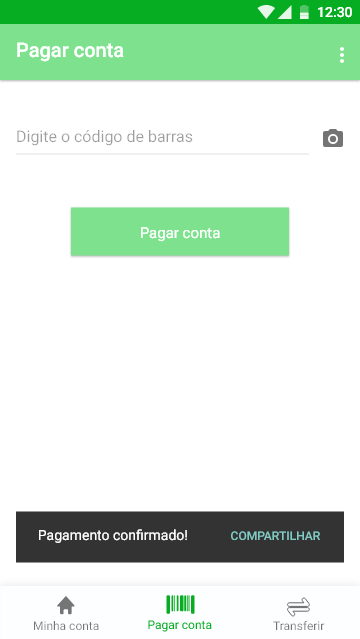 12:30
Pagar conta
Digite o código de barras
Pagar conta
Pagamento confirmado! COMPARTILHAR
Minha conta Pagar conta Transferir